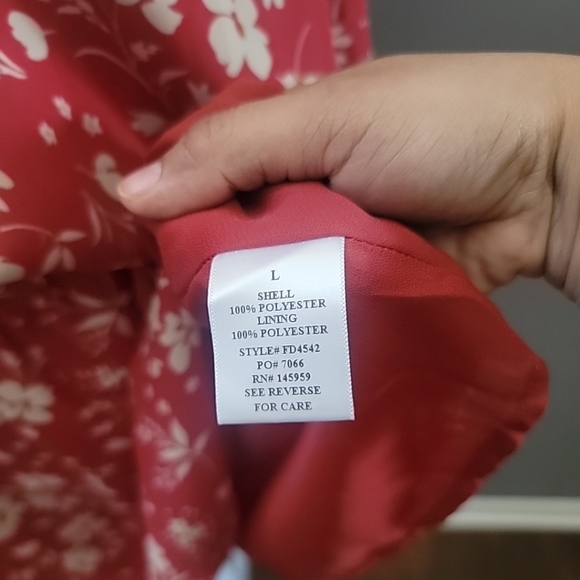 L
SHELL
100% POLYESTER
LINING
100% POLYESTER
STYLE# FD4542
PO# 7066
RN# 145959
SEE REVERSE
FOR CARE